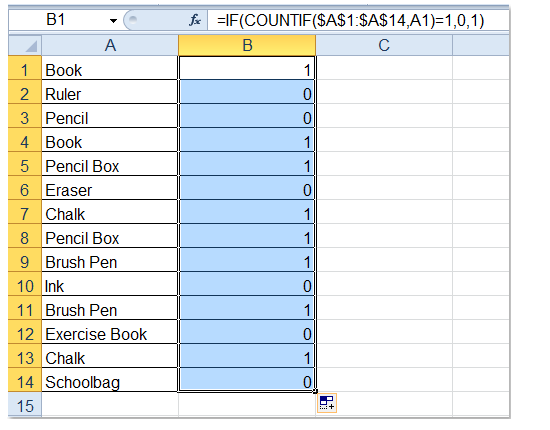 B1 fx =IF(COUNTIF($A$1:$A$14,A1)=1,0,1)
A B C
1 Book 1
2 Ruler 0
3 Pencil 0
4 Book 1
5 Pencil Box 1
6 Eraser 0
7 Chalk 1
8 Pencil Box 1
9 Brush Pen 1
10 Ink 0
11 Brush Pen 1
12 Exercise Book 0
13 Chalk 1
14 Schoolbag 0
15